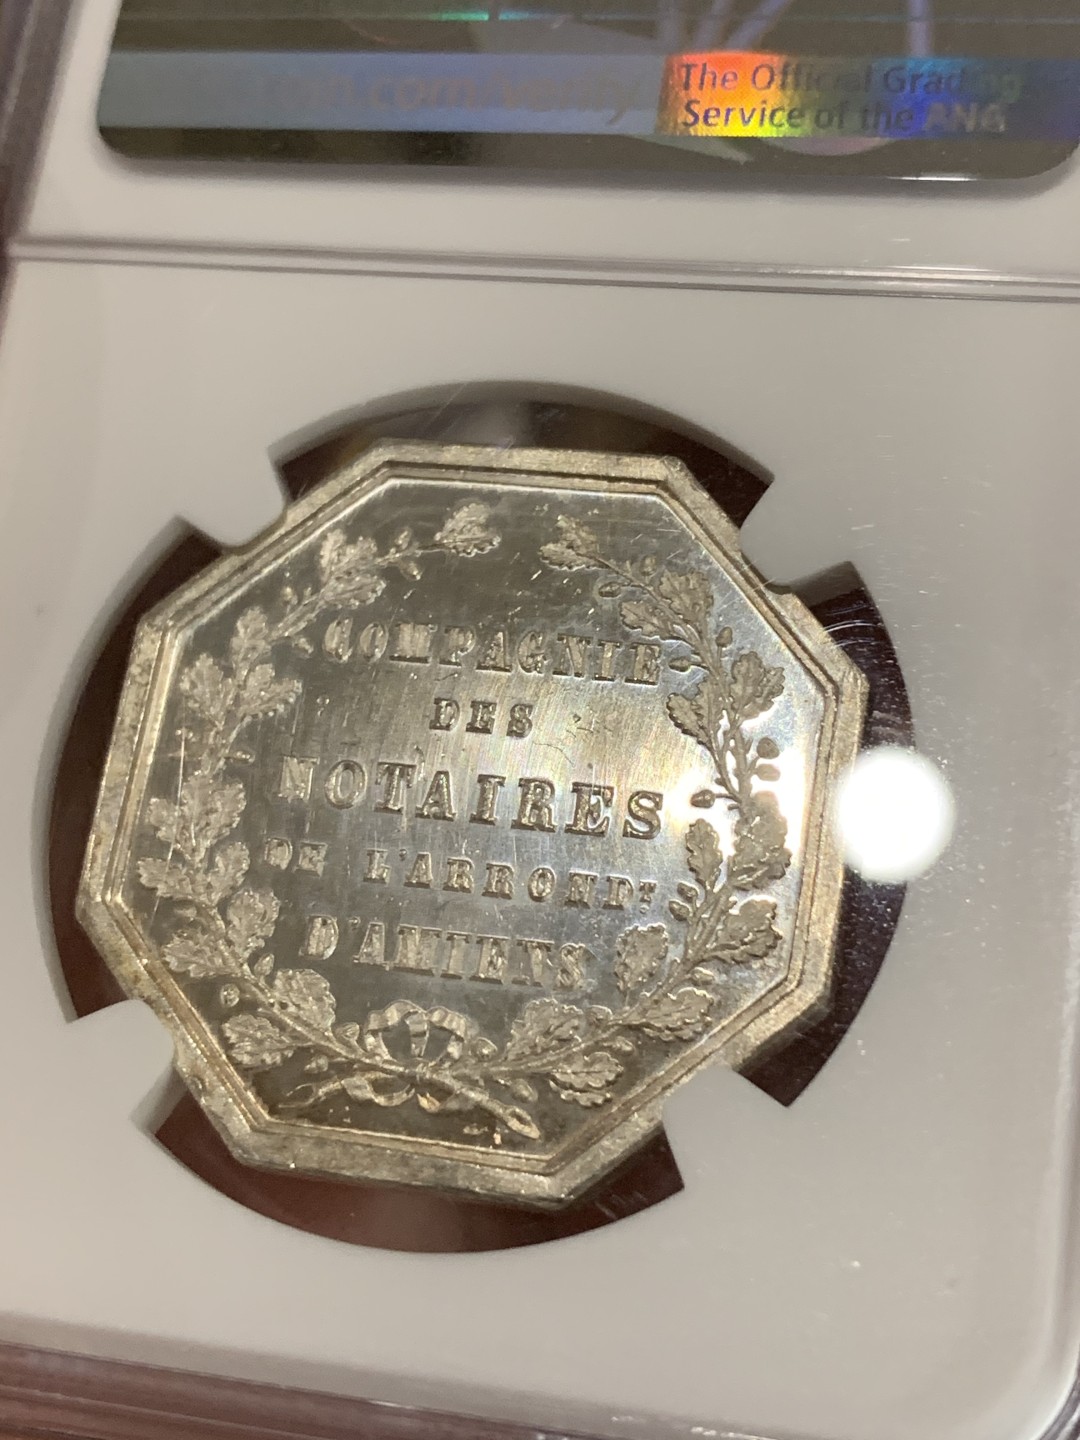 The Official Grading
Service of the ANA
COMPAGNIE
DES
NOTAIRES
DE L'ARRONDT
D'AMIENS